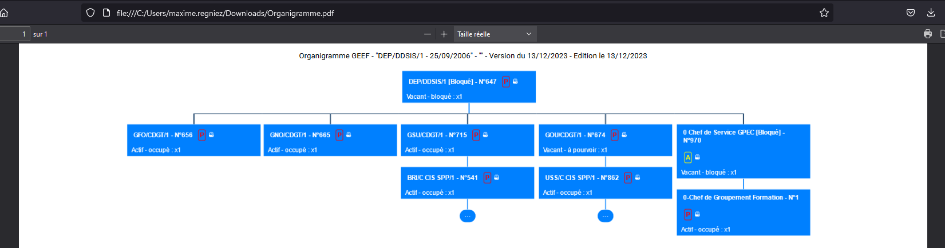 file:///C:/Users/maxime.regniez/Downloads/Organigramme.pdf
1 sur 1 Taille réelle
Organigramme GEEF - "DEP/DDSIS/1 - 25/09/2006" - "" - Version du 13/12/2023 - Edition le 13/12/2023
DEP/DDSIS/1 [Bloqué] - N°647 P
Vacant - bloqué : x1
GFO/CDGT/1 - N°656 P
Actif - occupé : x1
GNO/CDGT/1 - N°665 P
Actif - occupé : x1
GSU/CDGT/1 - N°715 P
Actif - occupé : x1
GOU/CDGT/1 - N°674 P
Vacant - à pourvoir : x1
0 Chef de Service GPEC [Bloqué] -
N°970
A
Vacant - bloqué : x1
BRI/C CIS SPP/1 - N°541 P
Actif - occupé : x1
USS/C CIS SPP/1 - N°862 P
Actif - occupé : x1
0-Chef de Groupement Formation - N°1
P
Actif - occupé : x1
...
...